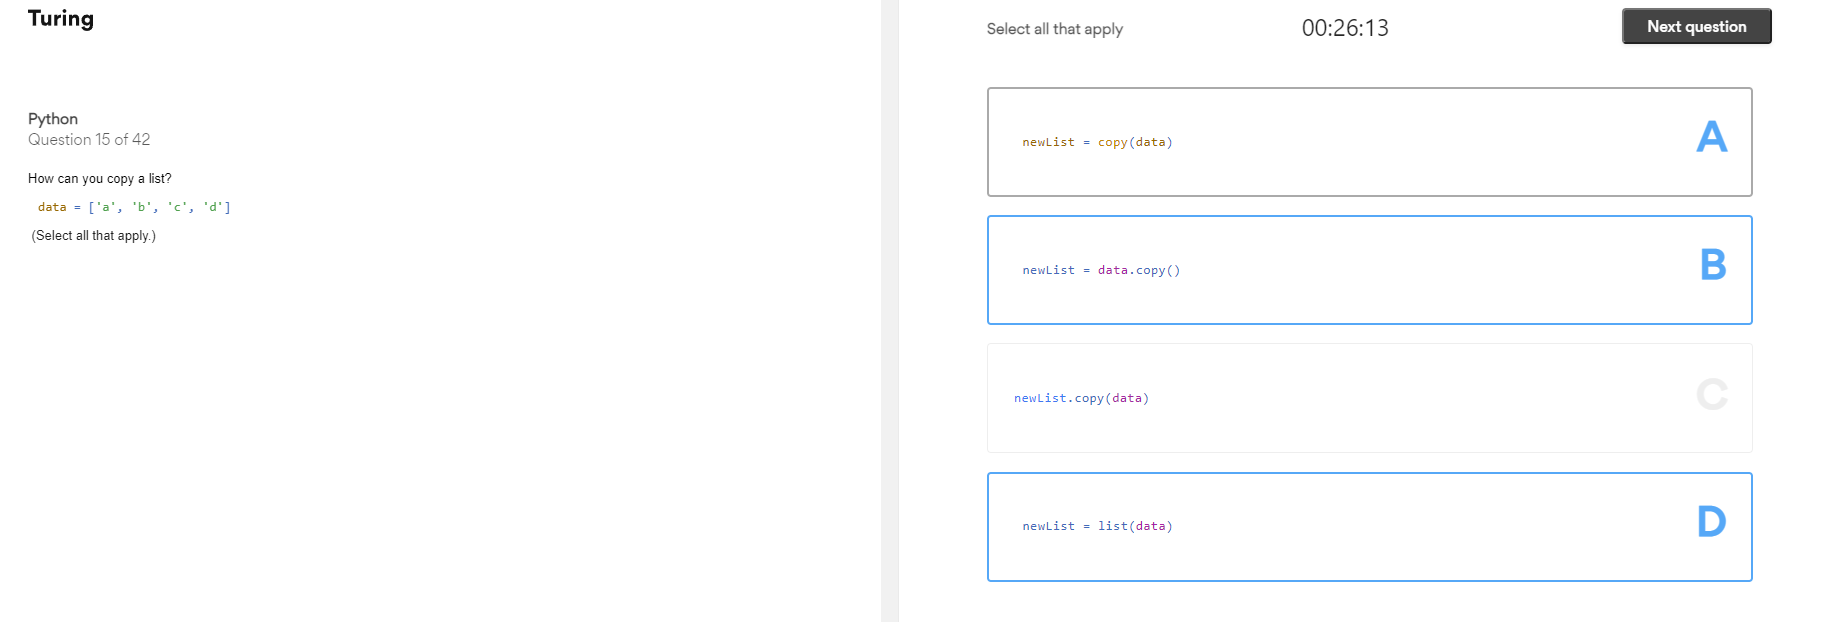 Turing
Python
Question 15 of 42
How can you copy a list?
data = ['a', 'b', 'c', 'd']
(Select all that apply.)
Select all that apply
00:26:13
Next question
newList = copy(data)
A
newList = data.copy()
B
newList.copy(data)
C
newList = list(data)
D